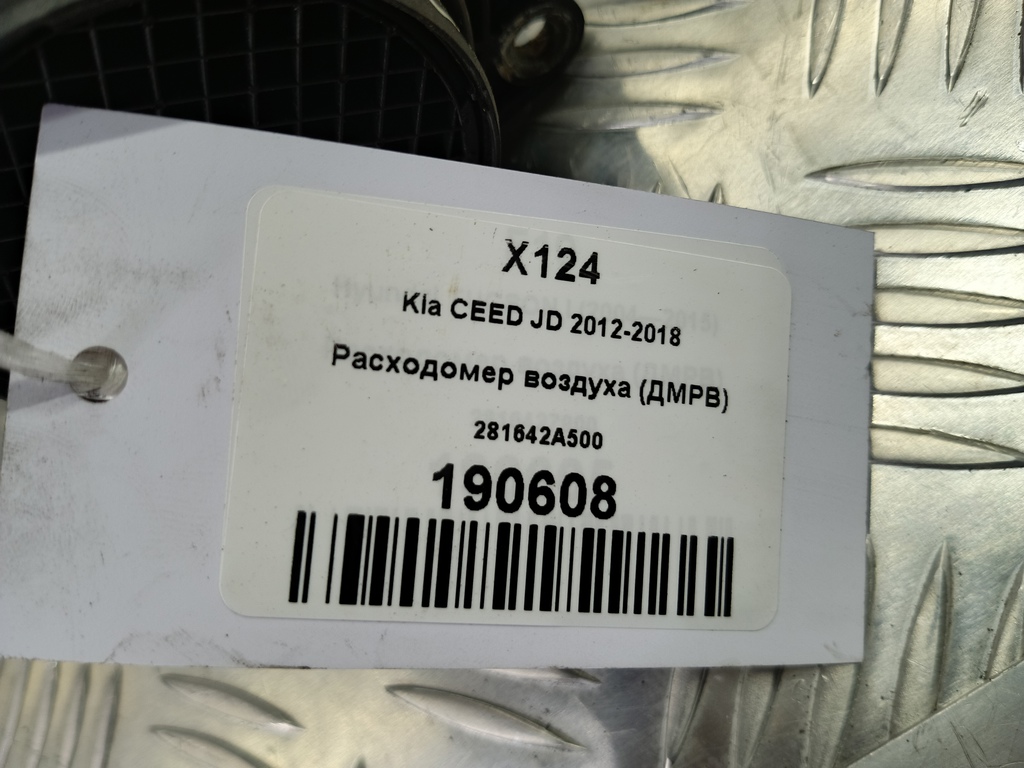 X124
Kia CEED JD 2012-2018
Расходомер воздуха (ДМРВ)
281642A500
190608